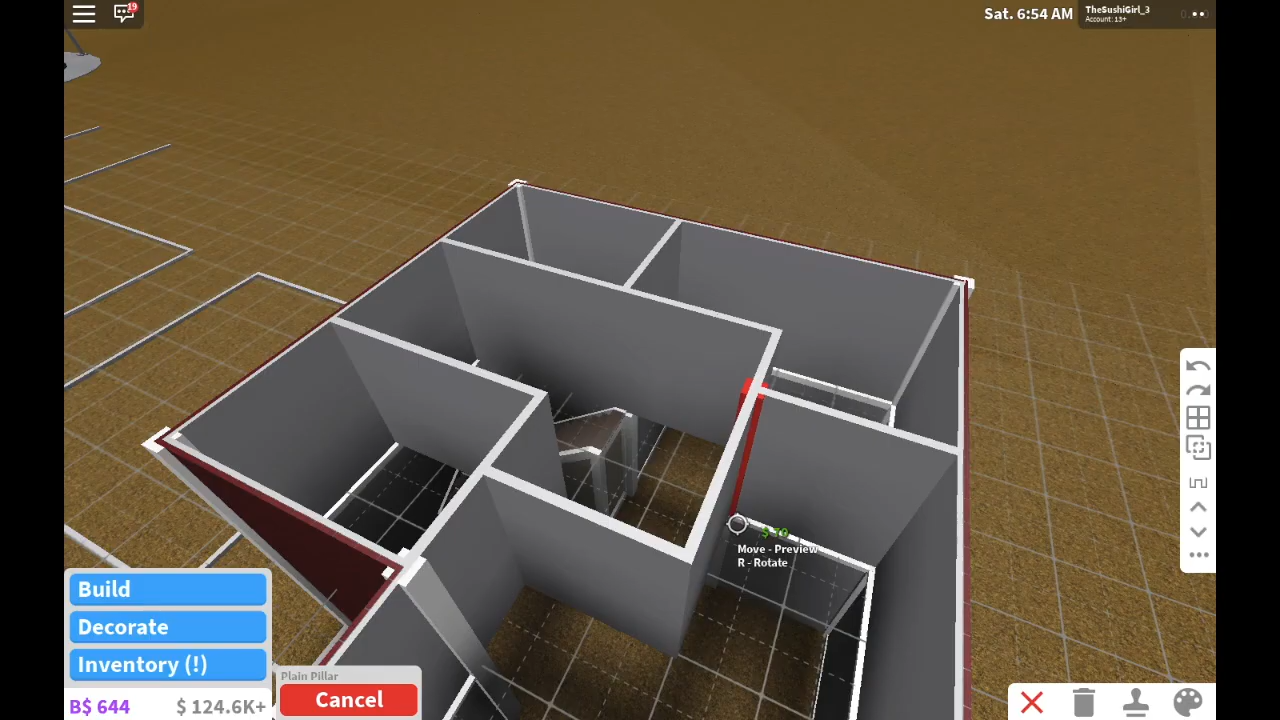 19
Sat. 6:54 AM
TheSushiGirl_3
Account: 13+
Move - Preview
R - Rotate
Build
Decorate
Inventory (!)
Plain Pillar
Cancel
B$ 644
$ 124.6K+